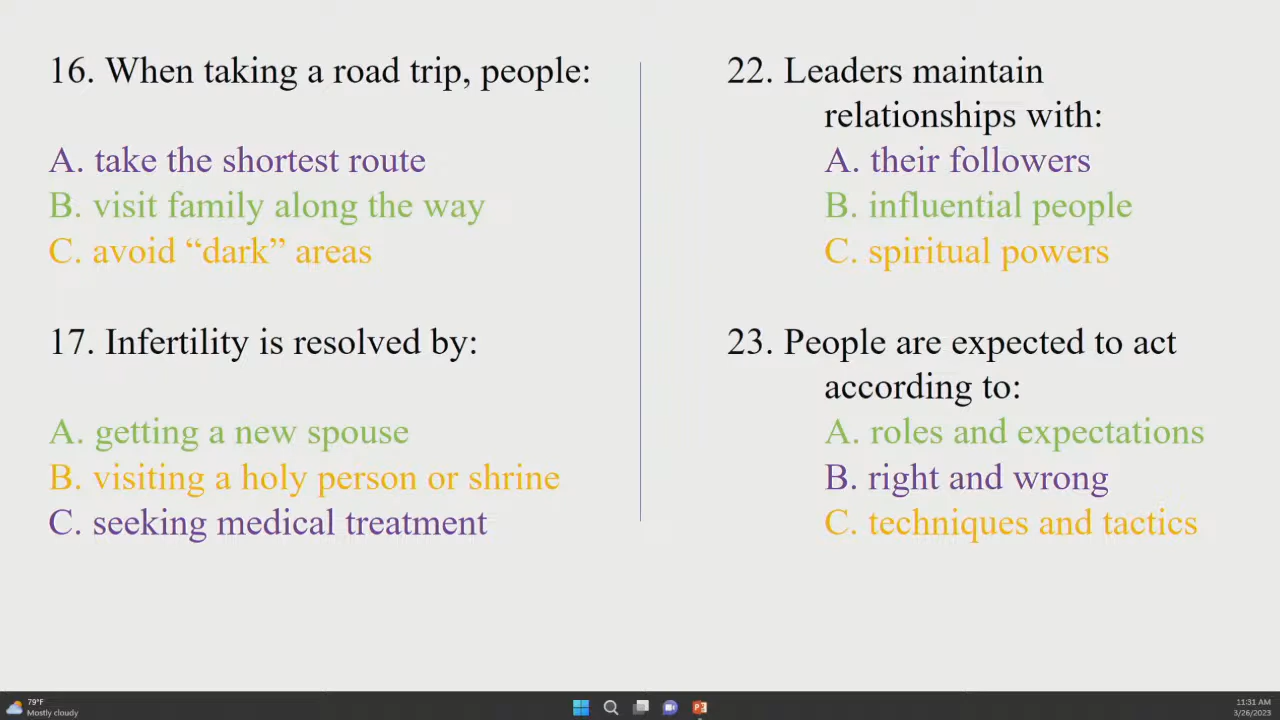 16. When taking a road trip, people:
A. take the shortest route
B. visit family along the way
C. avoid “dark” areas
17. Infertility is resolved by:
A. getting a new spouse
B. visiting a holy person or shrine
C. seeking medical treatment
22. Leaders maintain
relationships with:
A. their followers
B. influential people
C. spiritual powers
23. People are expected to act
according to:
A. roles and expectations
B. right and wrong
C. techniques and tactics
79°F
Mostly cloudy
11:31 AM
3/26/2023